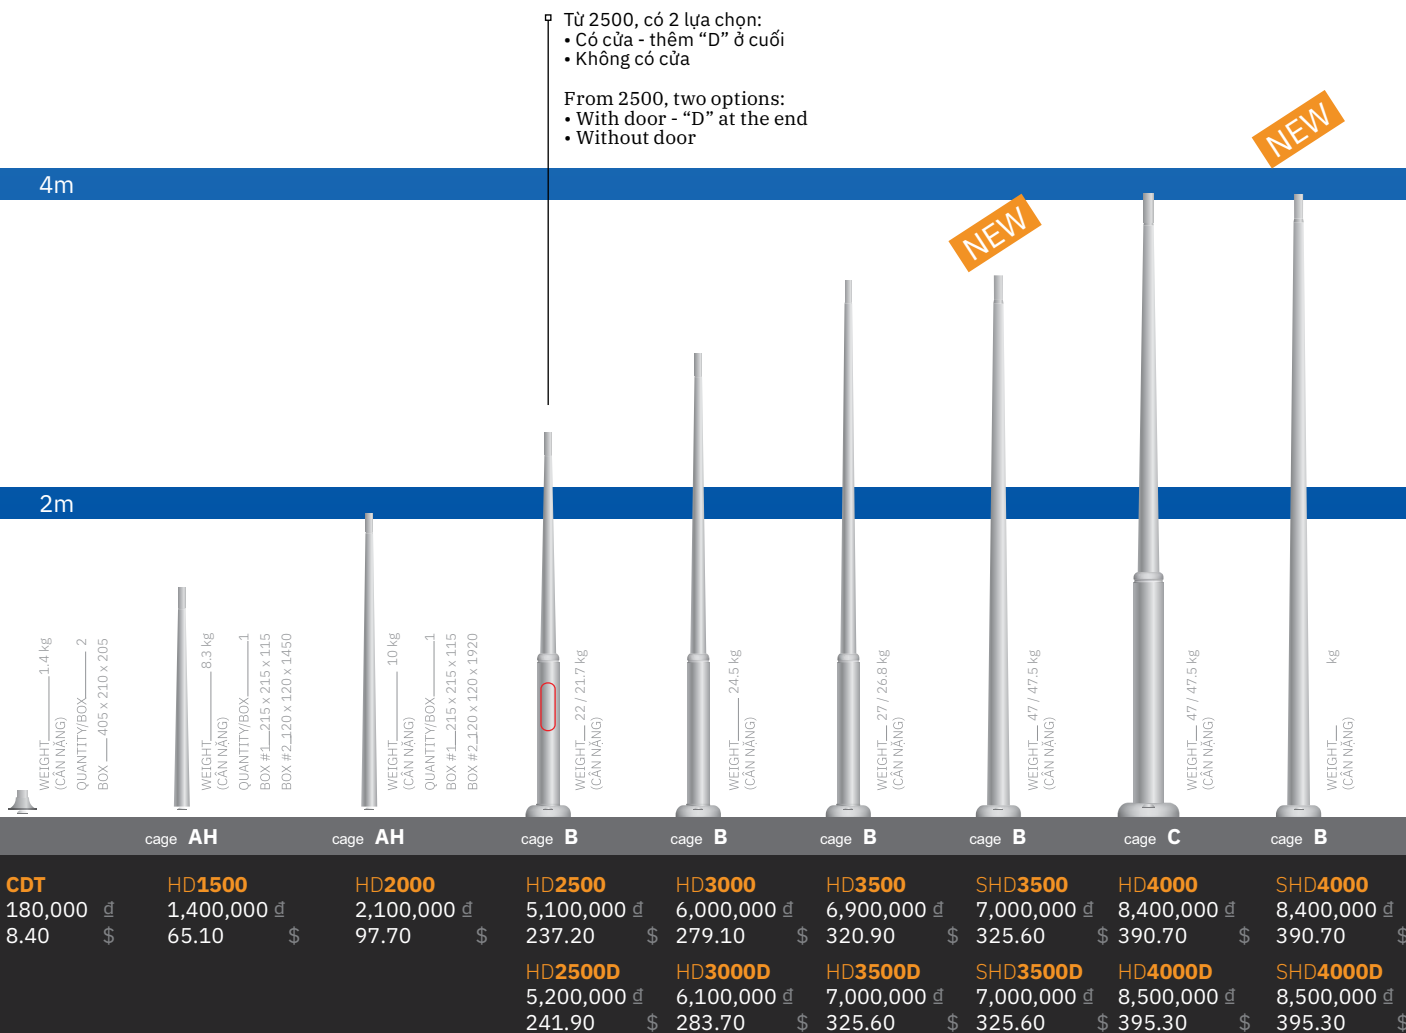 Từ 2500, có 2 lựa chọn:
• Có cửa - thêm “D” ở cuối
• Không có cửa
From 2500, two options:
• With door - “D” at the end
• Without door
NEW
4m
NEW
2m
WEIGHT 1.4 kg
(CÂN NẶNG)
QUANTITY/BOX 2
BOX 405 x 210 x 205
WEIGHT 8.3 kg
(CÂN NẶNG)
QUANTITY/BOX 1
BOX #1 215 x 215 x 115
BOX #2 120 x 120 x 1450
WEIGHT 10 kg
(CÂN NẶNG)
QUANTITY/BOX 1
BOX #1 215 x 215 x 115
BOX #2 120 x 120 x 1920
WEIGHT 22 / 21.7 kg
(CÂN NẶNG)
WEIGHT 24.5 kg
(CÂN NẶNG)
WEIGHT 27 / 26.8 kg
(CÂN NẶNG)
WEIGHT 47 / 47.5 kg
(CÂN NẶNG)
WEIGHT 47 / 47.5 kg
(CÂN NẶNG)
WEIGHT kg
(CÂN NẶNG)
cage AH cage AH cage B cage B cage B cage B cage C cage B
CDT HD1500 HD2000 HD2500 HD3000 HD3500 SHD3500 HD4000 SHD4000
180,000 ₫ 1,400,000 ₫ 2,100,000 ₫ 5,100,000 ₫ 6,000,000 ₫ 6,900,000 ₫ 7,000,000 ₫ 8,400,000 ₫ 8,400,000 ₫
8.40 $ 65.10 $ 97.70 $ 237.20 $ 279.10 $ 320.90 $ 325.60 $ 390.70 $ 390.70 $
HD2500D HD3000D HD3500D SHD3500D HD4000D SHD4000D
5,200,000 ₫ 6,100,000 ₫ 7,000,000 ₫ 7,000,000 ₫ 8,500,000 ₫ 8,500,000 ₫
241.90 $ 283.70 $ 325.60 $ 325.60 $ 395.30 $ 395.30 $